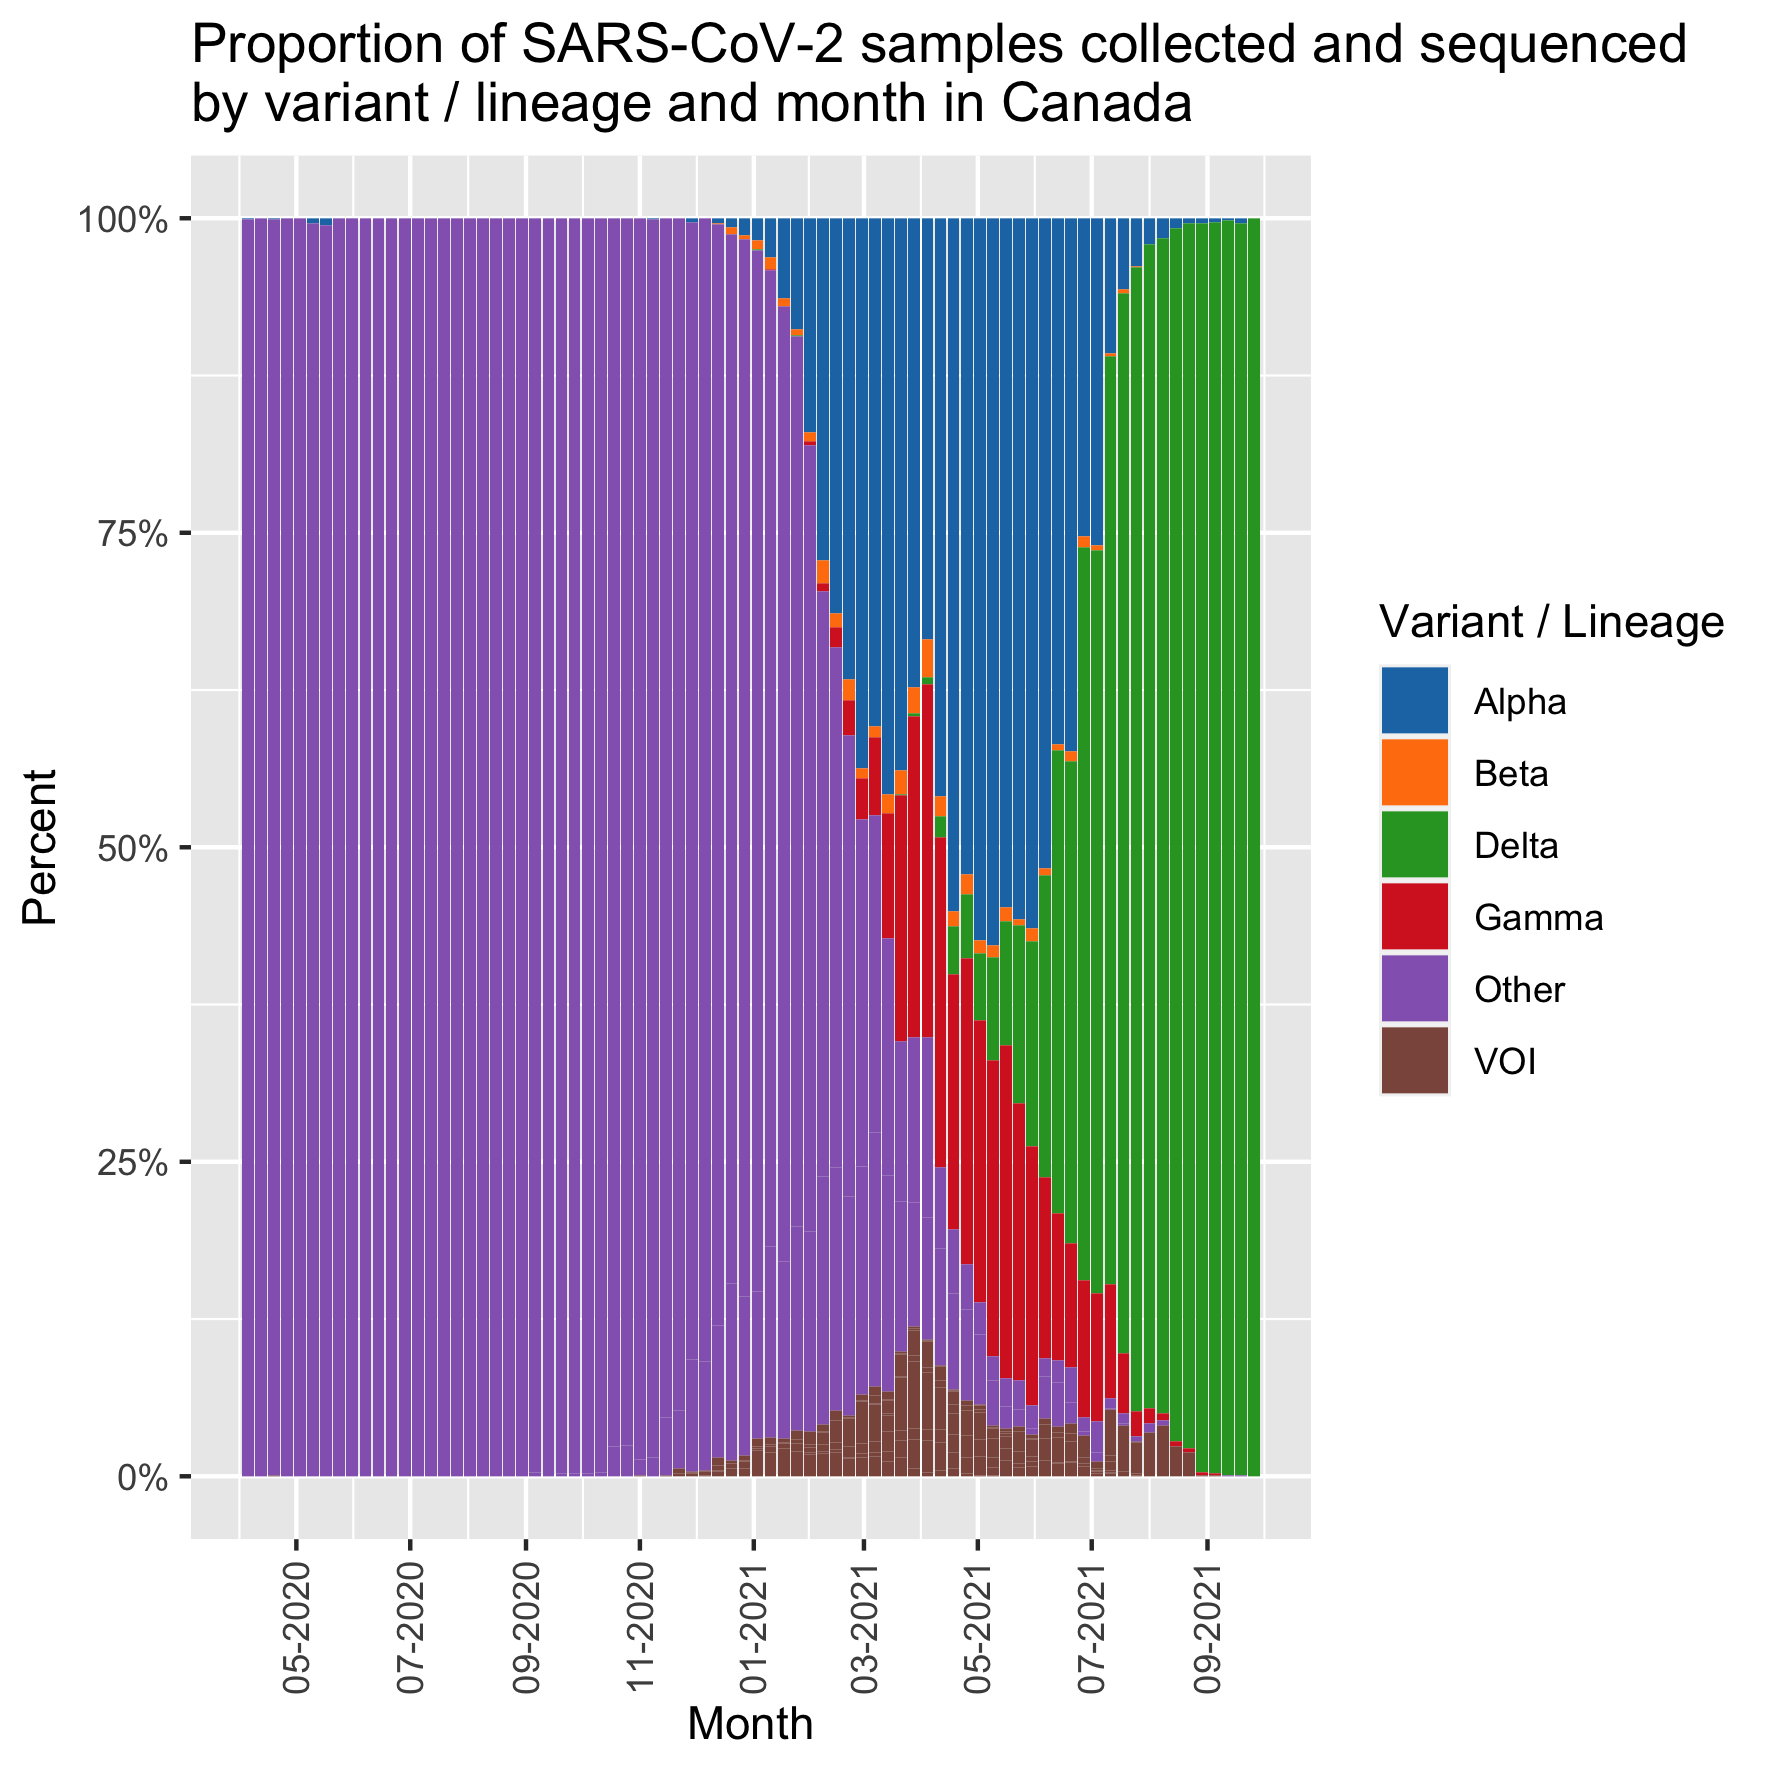 Proportion of SARS-CoV-2 samples collected and sequenced
by variant / lineage and month in Canada
100%
75%
50%
25%
0%
Percent
05-2020
07-2020
09-2020
11-2020
01-2021
03-2021
05-2021
07-2021
09-2021
Month
Variant / Lineage
Alpha
Beta
Delta
Gamma
Other
VOI